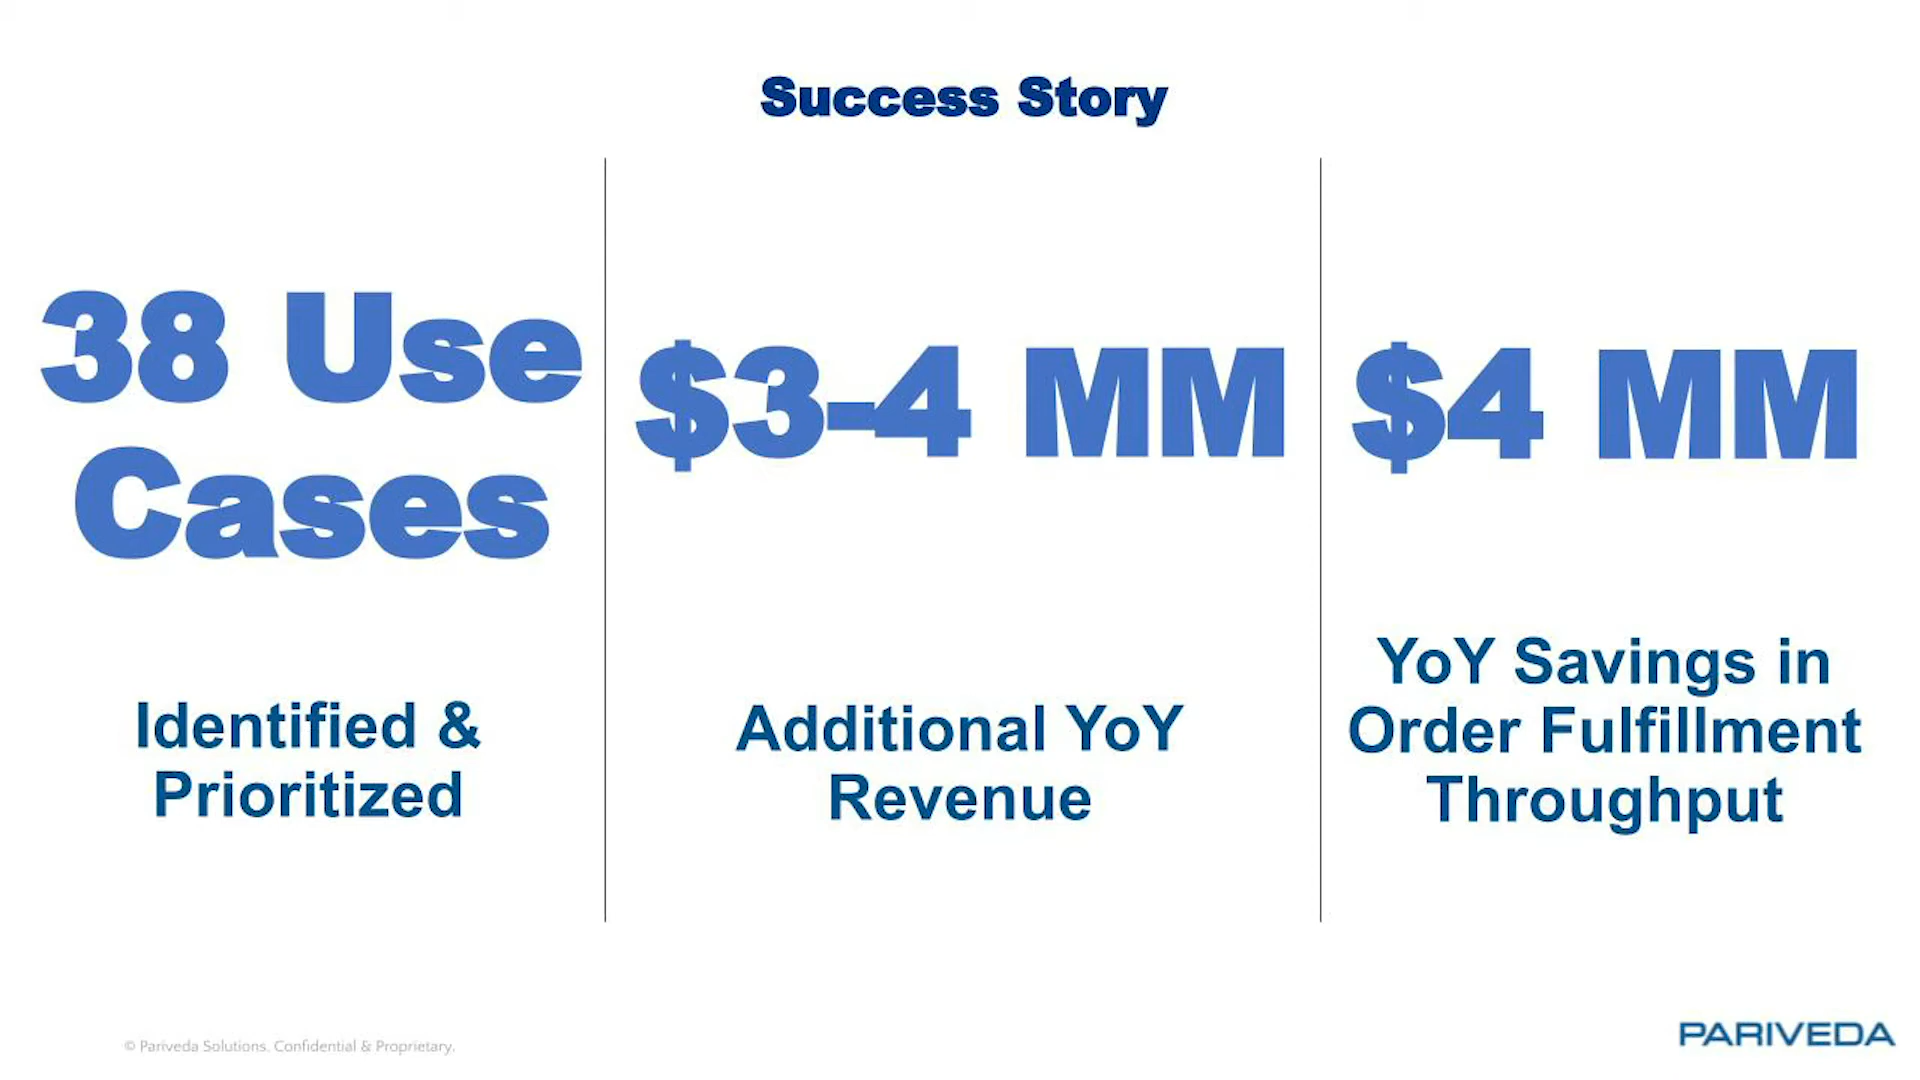 Success Story
38 Use
Cases
Identified &
Prioritized
$3-4 MM
Additional YoY
Revenue
$4 MM
YoY Savings in
Order Fulfillment
Throughput
© Pariveda Solutions. Confidential & Proprietary.
PARIVEDA